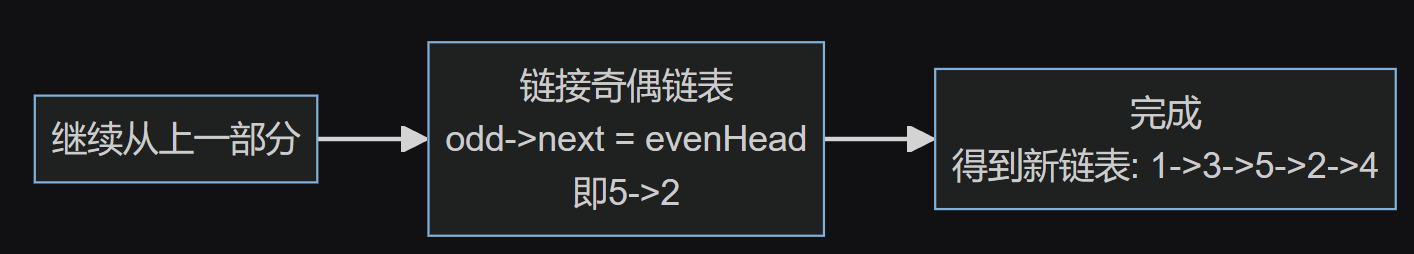 继续从上一部分
链接奇偶链表
odd->next = evenHead
即5->2
完成
得到新链表: 1->3->5->2->4